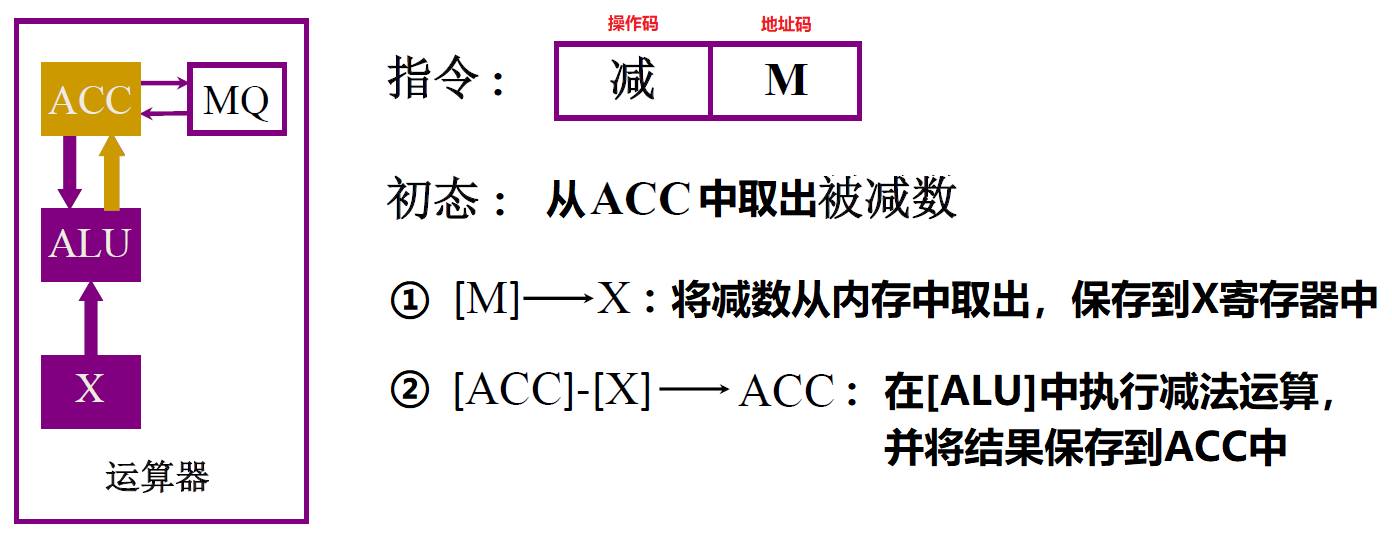 操作码 地址码
指令： 减 M
ACC MQ
初态： 从ACC中取出被减数
ALU
① [M]→X：将减数从内存中取出，保存到X寄存器中
X
② [ACC]-[X]→ACC：在[ALU]中执行减法运算，
并将结果保存到ACC中
运算器